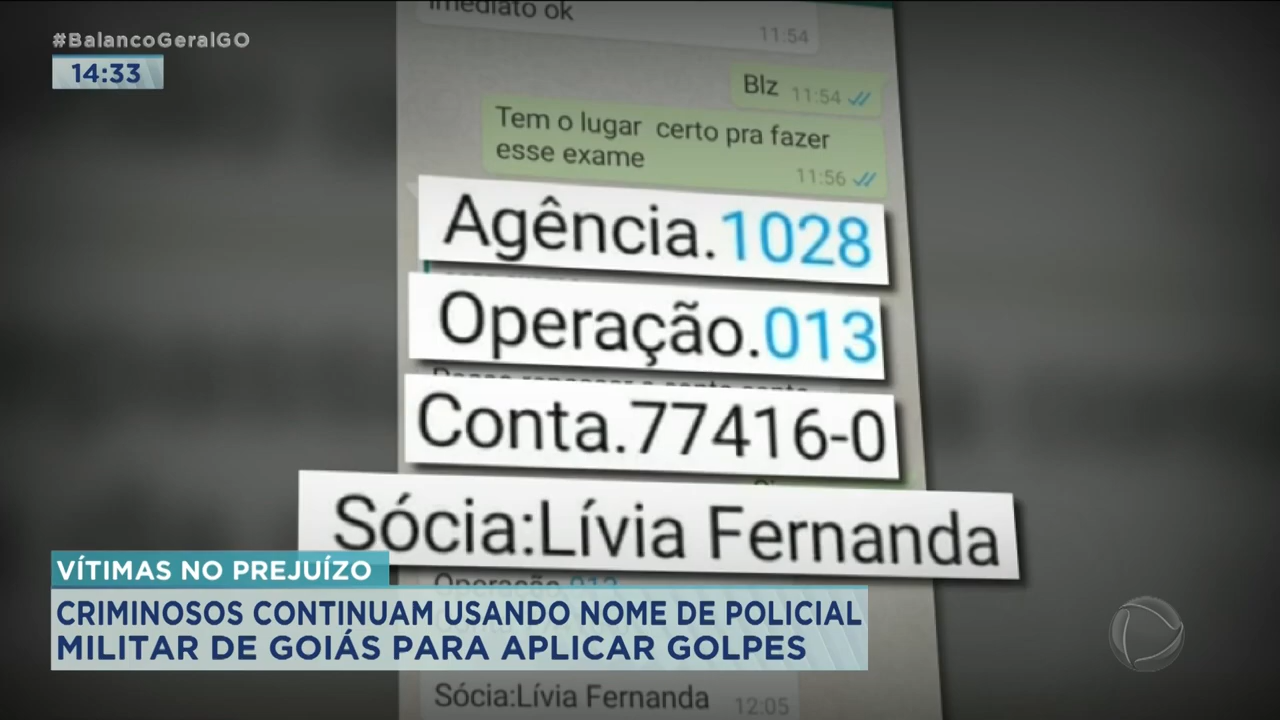 #BalancoGeralGO
14:33
imediato ok
11:54
Blz 11:54
Tem o lugar certo pra fazer
esse exame
11:56
Agência.1028
Operação.013
Conta.77416-0
Sócia:Lívia Fernanda
Operação.013
Sócia:Lívia Fernanda 12:05
VÍTIMAS NO PREJUÍZO
CRIMINOSOS CONTINUAM USANDO NOME DE POLICIAL
MILITAR DE GOIÁS PARA APLICAR GOLPES